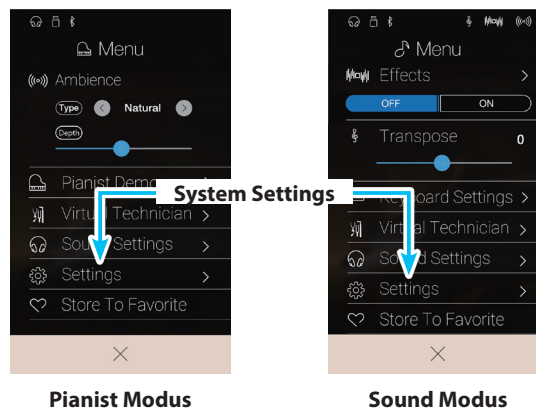 Menu
Ambience
Type Natural
Depth
Pianist Demo
Virtual Technician
Sound Settings
Settings
Store To Favorite
Pianist Modus
System Settings
Menu
Effects
OFF ON
Transpose 0
Keyboard Settings
Virtual Technician
Sound Settings
Settings
Store To Favorite
Sound Modus